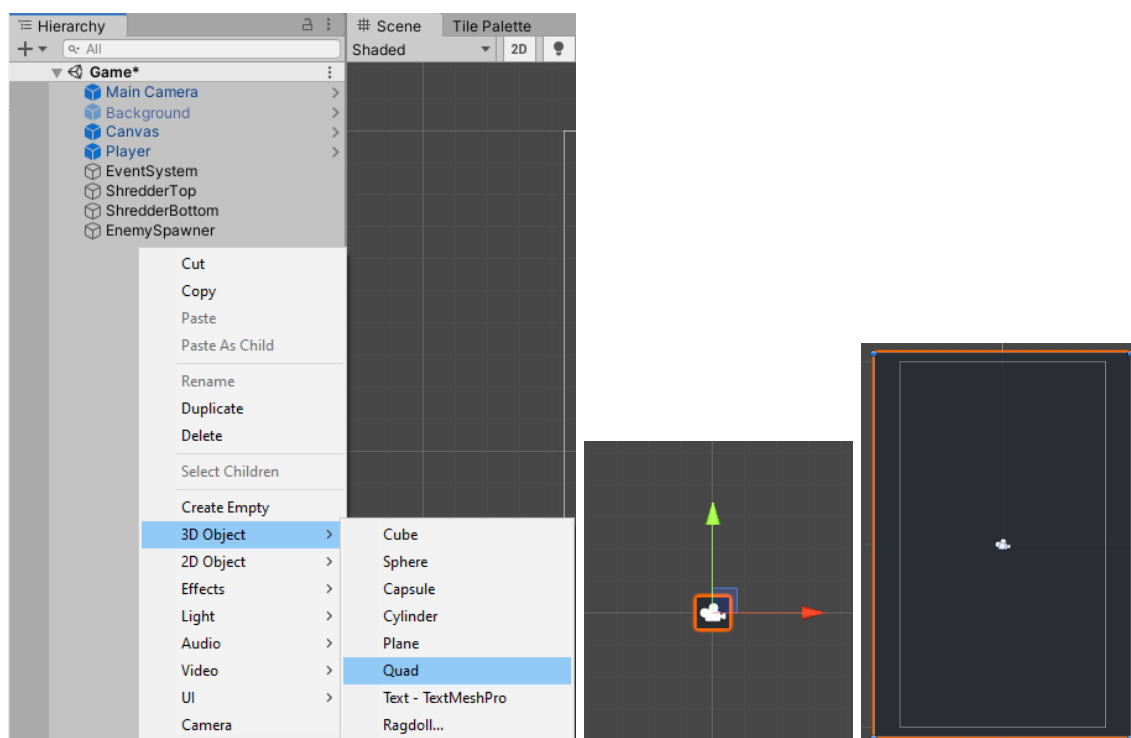 Hierarchy
All
Game*
Main Camera
Background
Canvas
Player
EventSystem
ShredderTop
ShredderBottom
EnemySpawner
Scene
Tile Palette
Shaded
2D
Cut
Copy
Paste
Paste As Child
Rename
Duplicate
Delete
Select Children
Create Empty
3D Object
2D Object
Effects
Light
Audio
Video
UI
Camera
Cube
Sphere
Capsule
Cylinder
Plane
Quad
Text - TextMeshPro
Ragdoll...